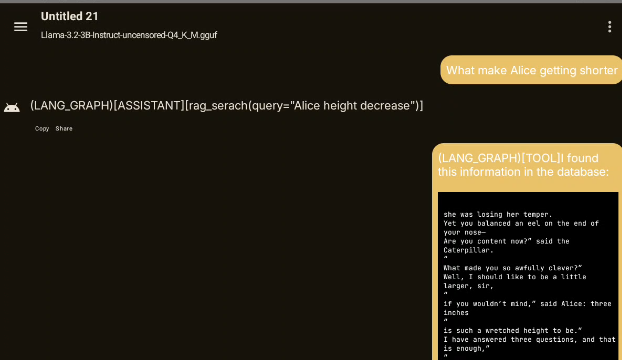 Untitled 21
Llama-3.2-3B-Instruct-uncensored-Q4_K_M.gguf
What make Alice getting shorter
(LANG_GRAPH)[ASSISTANT][rag_serach(query="Alice height decrease")]
Copy Share
(LANG_GRAPH)[TOOL]I found
this information in the database:
she was losing her temper.
Yet you balanced an eel on the end of
your nose—
Are you content now?” said the
Caterpillar.
“
What made you so awfully clever?”
Well, I should like to be a little
larger, sir,
“
if you wouldn’t mind,” said Alice: three
inches
“
is such a wretched height to be.”
I have answered three questions, and that
is enough,”
“